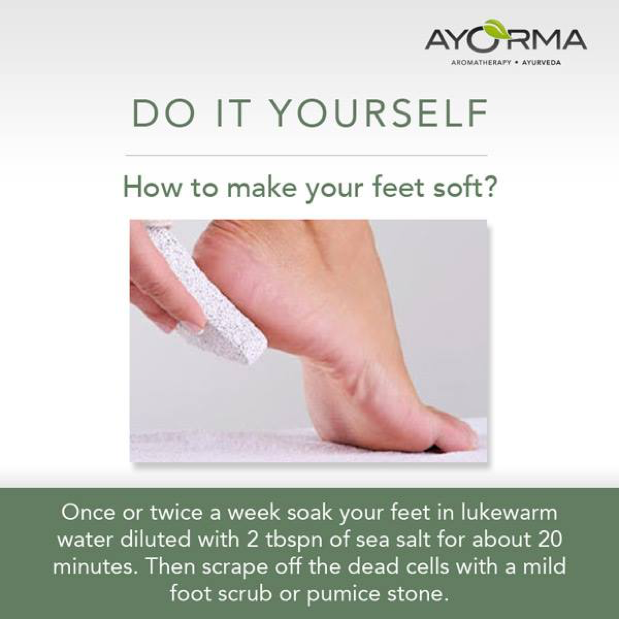 AYORMA
AROMATHERAPY • AYURVEDA
DO IT YOURSELF
How to make your feet soft?
Once or twice a week soak your feet in lukewarm
water diluted with 2 tbspn of sea salt for about 20
minutes. Then scrape off the dead cells with a mild
foot scrub or pumice stone.